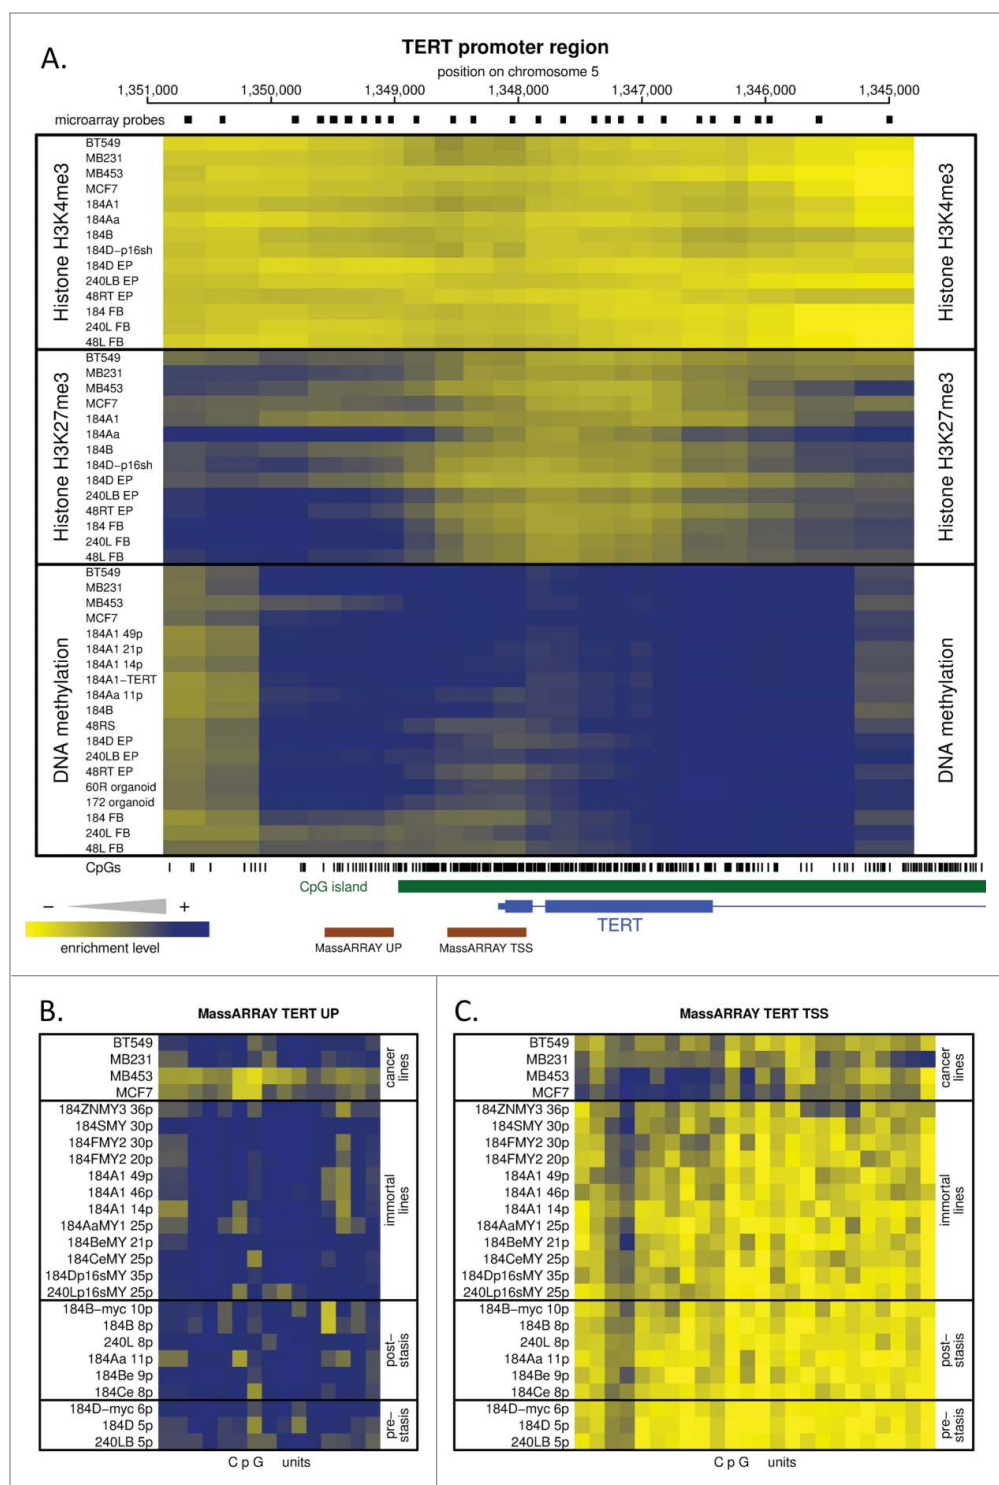 A.
TERT promoter region
position on chromosome 5
1,351,000 1,350,000 1,349,000 1,348,000 1,347,000 1,346,000 1,345,000
microarray probes
Histone H3K4me3
BT549
MB231
MB453
MCF7
184A1
184Aa
184B
184D−p16sh
184D EP
240LB EP
48RT EP
184 FB
240L FB
48L FB
Histone H3K4me3
Histone H3K27me3
BT549
MB231
MB453
MCF7
184A1
184Aa
184B
184D−p16sh
184D EP
240LB EP
48RT EP
184 FB
240L FB
48L FB
Histone H3K27me3
DNA methylation
BT549
MB231
MB453
MCF7
184A1 49p
184A1 21p
184A1 14p
184A1−TERT
184Aa 11p
184B
48RS
184D EP
240LB EP
48RT EP
60R organoid
172 organoid
184 FB
240L FB
48L FB
DNA methylation
CpGs
CpG island
− +
TERT
enrichment level
MassARRAY UP MassARRAY TSS
B.
MassARRAY TERT UP
BT549
MB231
MB453
MCF7
cancer lines
184ZNMY3 36p
184SMY 30p
184FMY2 30p
184FMY2 20p
184A1 49p
184A1 46p
184A1 14p
184AaMY1 25p
184BeMY 21p
184CeMY 25p
184Dp16sMY 35p
240Lp16sMY 25p
immortal lines
184B−myc 10p
184B 8p
240L 8p
184Aa 11p
184Be 9p
184Ce 8p
post− stasis
184D−myc 6p
184D 5p
240LB 5p
pre− stasis
CpG units
C.
MassARRAY TERT TSS
BT549
MB231
MB453
MCF7
cancer lines
184ZNMY3 36p
184SMY 30p
184FMY2 30p
184FMY2 20p
184A1 49p
184A1 46p
184A1 14p
184AaMY1 25p
184BeMY 21p
184CeMY 25p
184Dp16sMY 35p
240Lp16sMY 25p
immortal lines
184B−myc 10p
184B 8p
240L 8p
184Aa 11p
184Be 9p
184Ce 8p
post− stasis
184D−myc 6p
184D 5p
240LB 5p
pre− stasis
CpG units